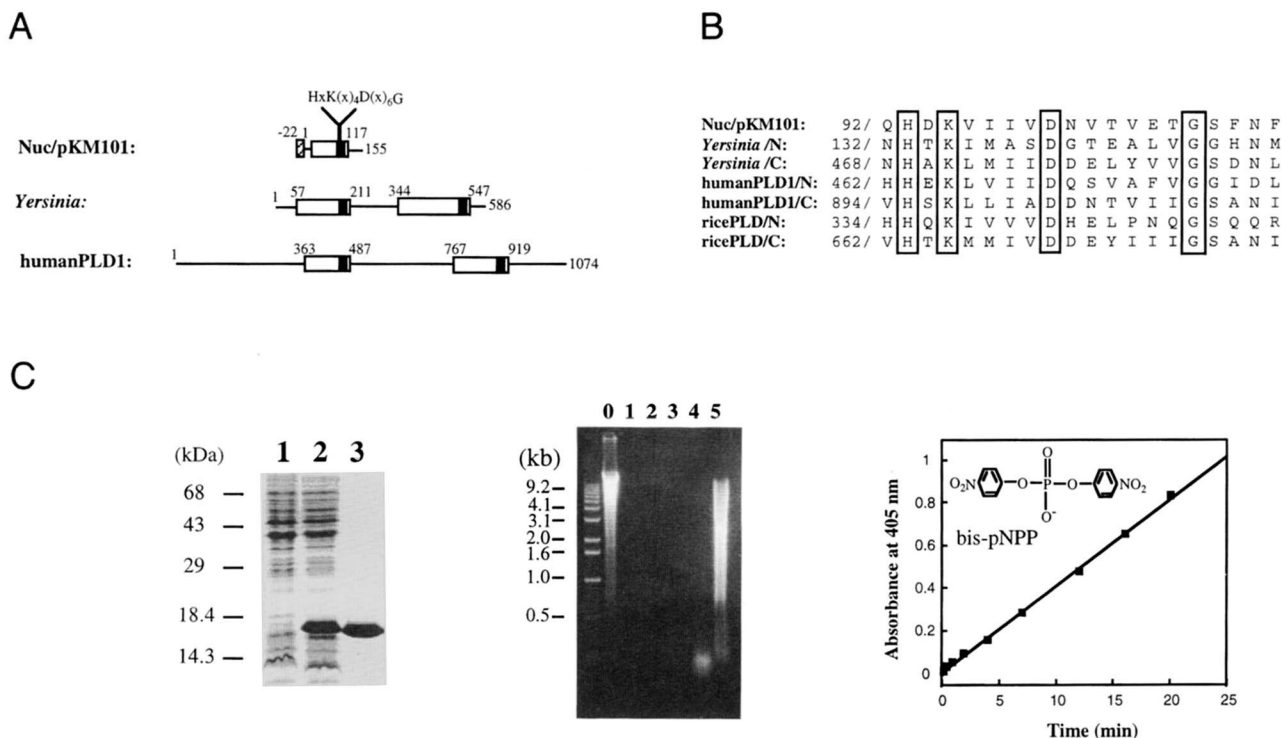 A
HxK(x)4D(x)6G
-22 1 117
Nuc/pKM101: 155
57 211 344 547
Yersinia: 1 586
363 487 767 919
humanPLD1: 1 1074
B
Nuc/pKM101: 92/ Q H D K V I I V D N V T V E T G S F N F
Yersinia/N: 132/ N H T K I M A S D G T E A L V G G H N M
Yersinia/C: 468/ N H A K L M I I D D E L Y V V G S D N L
humanPLD1/N: 462/ H H E K L V I I D Q S V A F V G G I D L
humanPLD1/C: 894/ V H S K L L I A D D N T V I I G S A N I
ricePLD/N: 334/ H H Q K I V V V D H E L P N Q G S Q Q R
ricePLD/C: 662/ V H T K M M I V D D E Y I I I G S A N I
C
(kDa) 1 2 3
68
43
29
18.4
14.3
0 1 2 3 4 5
(kb)
9.2
4.1
3.1
2.0
1.6
1.0
0.5
Absorbance at 405 nm
1
0.8
0.6
0.4
0.2
0
O
O2N O P O NO2
O-
bis-pNPP
0 5 10 15 20 25
Time (min)